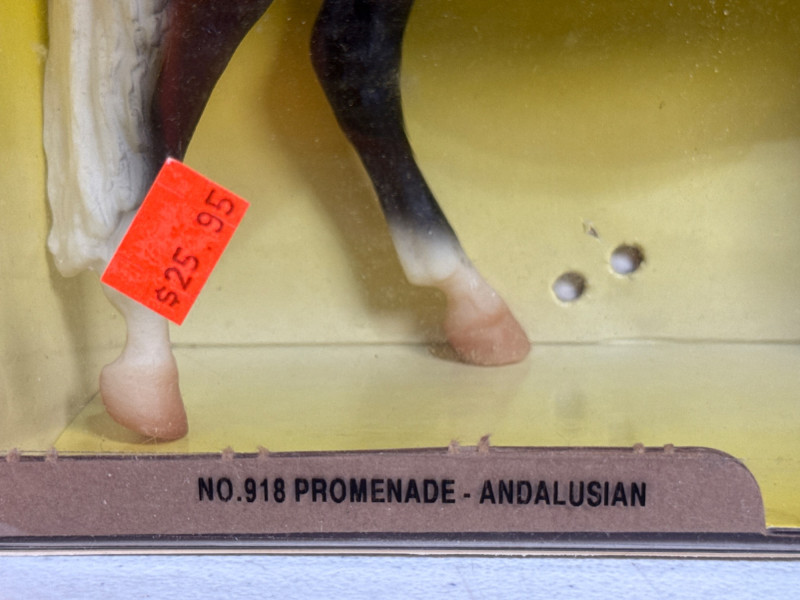 $25.95
NO.918 PROMENADE - ANDALUSIAN